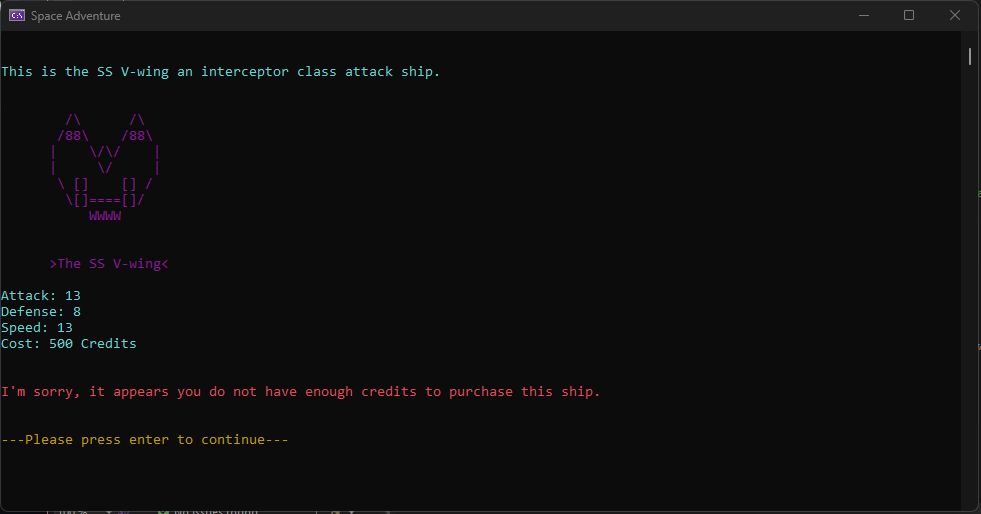 Space Adventure
This is the SS V-wing an interceptor class attack ship.
/\      /\
/88\    /88\
|    \/\/    |
|     \/     |
\ []    [] /
\[]====[]/
WWWW
>The SS V-wing<
Attack: 13
Defense: 8
Speed: 13
Cost: 500 Credits
I'm sorry, it appears you do not have enough credits to purchase this ship.
---Please press enter to continue---